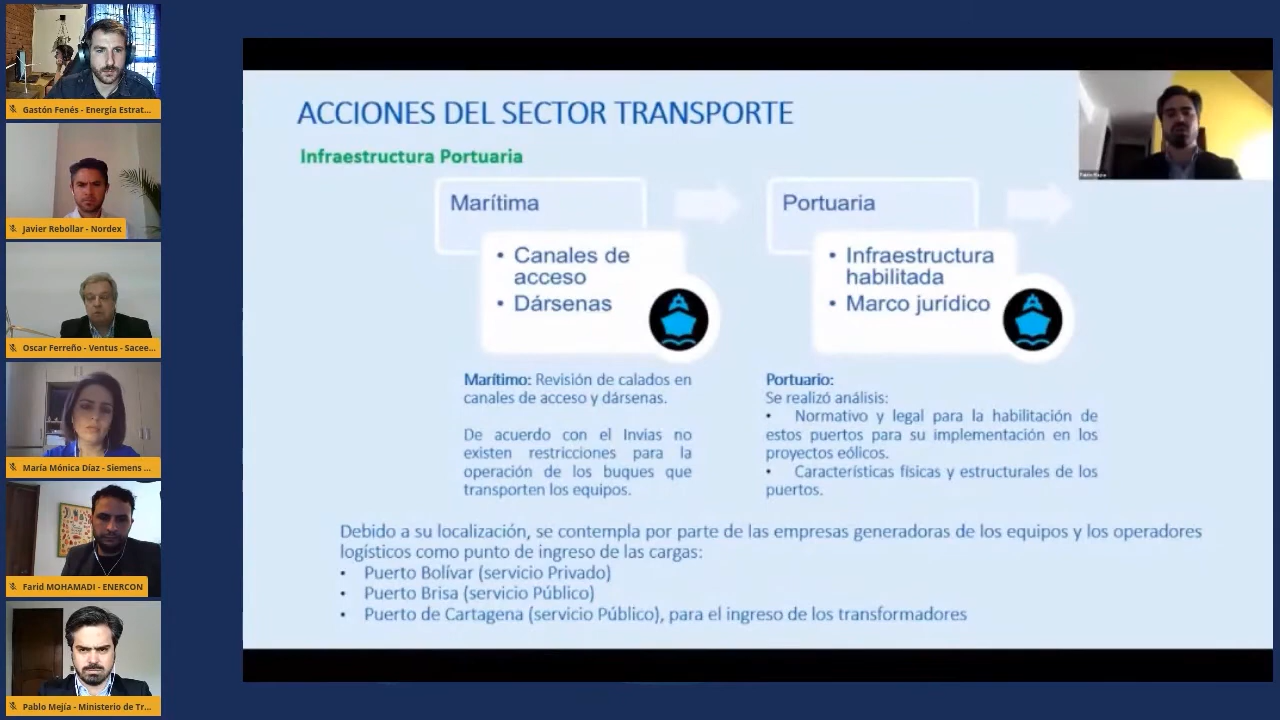 Gastón Fenés - Energía Estrat...
Javier Rebollar - Nordex
Oscar Ferreño - Ventus - Sacee...
María Mónica Díaz - Siemens ...
Farid MOHAMADI - ENERCON
Pablo Mejía - Ministerio de Tr...
ACCIONES DEL SECTOR TRANSPORTE
Infraestructura Portuaria
Marítima
• Canales de
acceso
• Dársenas
Portuaria
• Infraestructura
habilitada
• Marco jurídico
Marítimo: Revisión de calados en
canales de acceso y dársenas.
De acuerdo con el Invias no
existen restricciones para la
operación de los buques que
transporten los equipos.
Portuario:
Se realizó análisis:
• Normativo y legal para la habilitación de
estos puertos para su implementación en los
proyectos eólicos.
• Características físicas y estructurales de los
puertos.
Debido a su localización, se contempla por parte de las empresas generadoras de los equipos y los operadores
logísticos como punto de ingreso de las cargas:
• Puerto Bolívar (servicio Privado)
• Puerto Brisa (servicio Público)
• Puerto de Cartagena (servicio Público), para el ingreso de los transformadores
Pablo Mejía